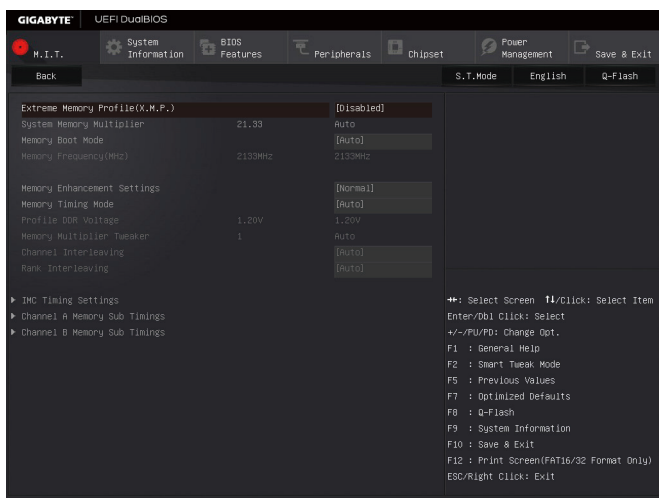 GIGABYTE™ UEFI DualBIOS
M.I.T. System Information BIOS Features Peripherals Chipset Power Management Save & Exit
Back S.T.Mode English Q-Flash
Extreme Memory Profile(X.M.P.) [Disabled]
System Memory Multiplier 21.33 Auto
Memory Boot Mode [Auto]
Memory Frequency(MHz) 2133MHz 2133MHz
Memory Enhancement Settings [Normal]
Memory Timing Mode [Auto]
Profile DDR Voltage 1.20V 1.20V
Memory Multiplier Tweaker 1 Auto
Channel Interleaving [Auto]
Rank Interleaving [Auto]
▶ IMC Timing Settings
▶ Channel A Memory Sub Timings
▶ Channel B Memory Sub Timings
→←: Select Screen ↑↓/Click: Select Item
Enter/Dbl Click: Select
+/-/PU/PD: Change Opt.
F1 : General Help
F2 : Smart Tweak Mode
F5 : Previous Values
F7 : Optimized Defaults
F8 : Q-Flash
F9 : System Information
F10 : Save & Exit
F12 : Print Screen(FAT16/32 Format Only)
ESC/Right Click: Exit